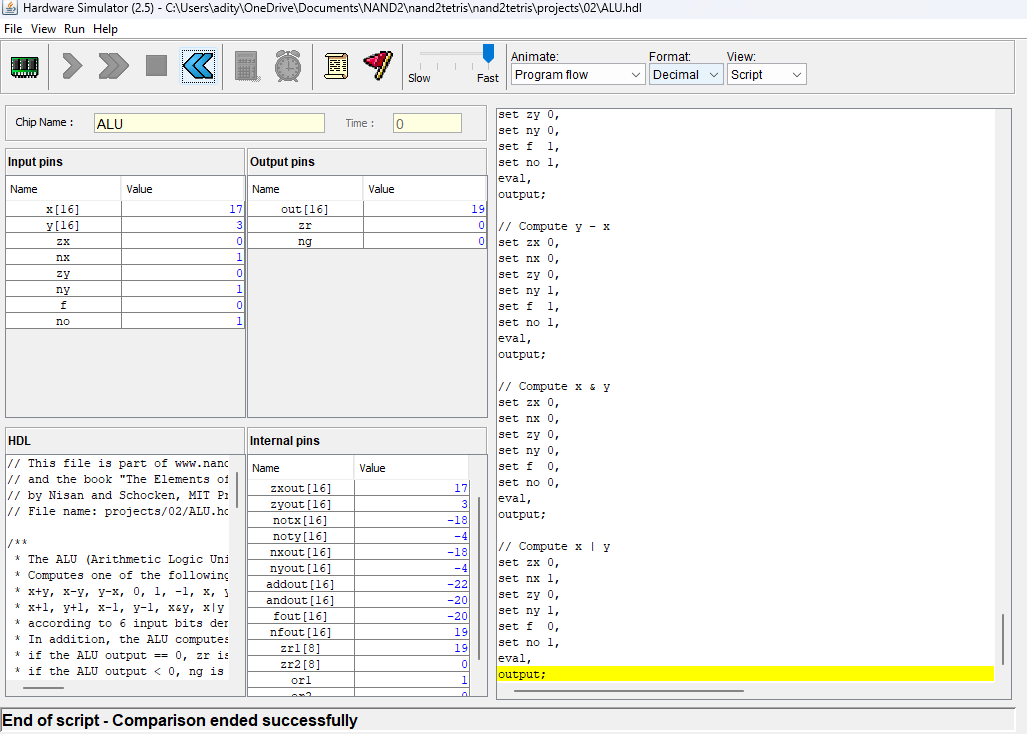 Hardware Simulator (2.5) - C:\Users\adity\OneDrive\Documents\NAND2\nand2tetris\nand2tetris\projects\02\ALU.hdl
File View Run Help
Slow Fast
Animate: Format: View:
Program flow Decimal Script
Chip Name : ALU Time : 0
Input pins
Name Value
x[16] 17
y[16] 3
zx 0
nx 1
zy 0
ny 1
f 0
no 1
Output pins
Name Value
out[16] 19
zr 0
ng 0
HDL
// This file is part of www.nand
// and the book "The Elements of
// by Nisan and Schocken, MIT Pr
// File name: projects/02/ALU.hd
/**
* The ALU (Arithmetic Logic Uni
* Computes one of the following
* x+y, x-y, y-x, 0, 1, -1, x, y
* x+1, y+1, x-1, y-1, x&y, x|y
* according to 6 input bits den
* In addition, the ALU computes
* if the ALU output == 0, zr is
* if the ALU output < 0, ng is
Internal pins
Name Value
zxout[16] 17
zyout[16] 3
notx[16] -18
noty[16] -4
nxout[16] -18
nyout[16] -4
addout[16] -22
andout[16] -20
fout[16] -20
nfout[16] 19
zr1[8] 19
zr2[8] 0
or1 1
or2 0
set zy 0,
set ny 0,
set f 1,
set no 1,
eval,
output;
// Compute y - x
set zx 0,
set nx 0,
set zy 0,
set ny 1,
set f 1,
set no 1,
eval,
output;
// Compute x & y
set zx 0,
set nx 0,
set zy 0,
set ny 0,
set f 0,
set no 0,
eval,
output;
// Compute x | y
set zx 0,
set nx 1,
set zy 0,
set ny 1,
set f 0,
set no 1,
eval,
output;
End of script - Comparison ended successfully